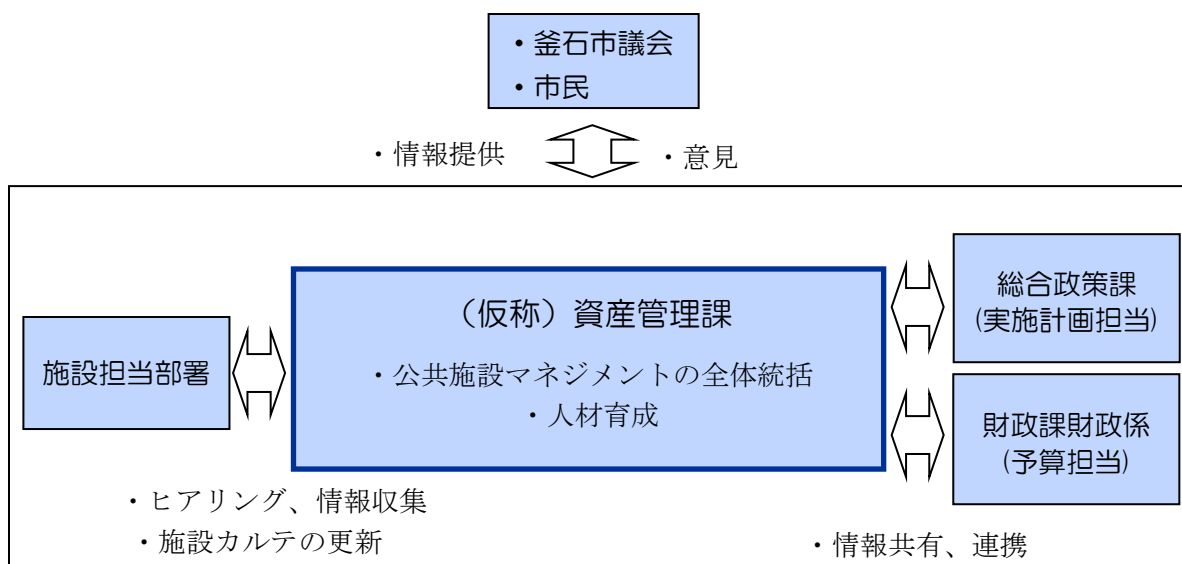 ・釜石市議会
・市民
・情報提供
・意見
施設担当部署
（仮称）資産管理課
・公共施設マネジメントの全体統括
・人材育成
総合政策課
(実施計画担当)
財政課財政係
(予算担当)
・ヒアリング、情報収集
・施設カルテの更新
・情報共有、連携